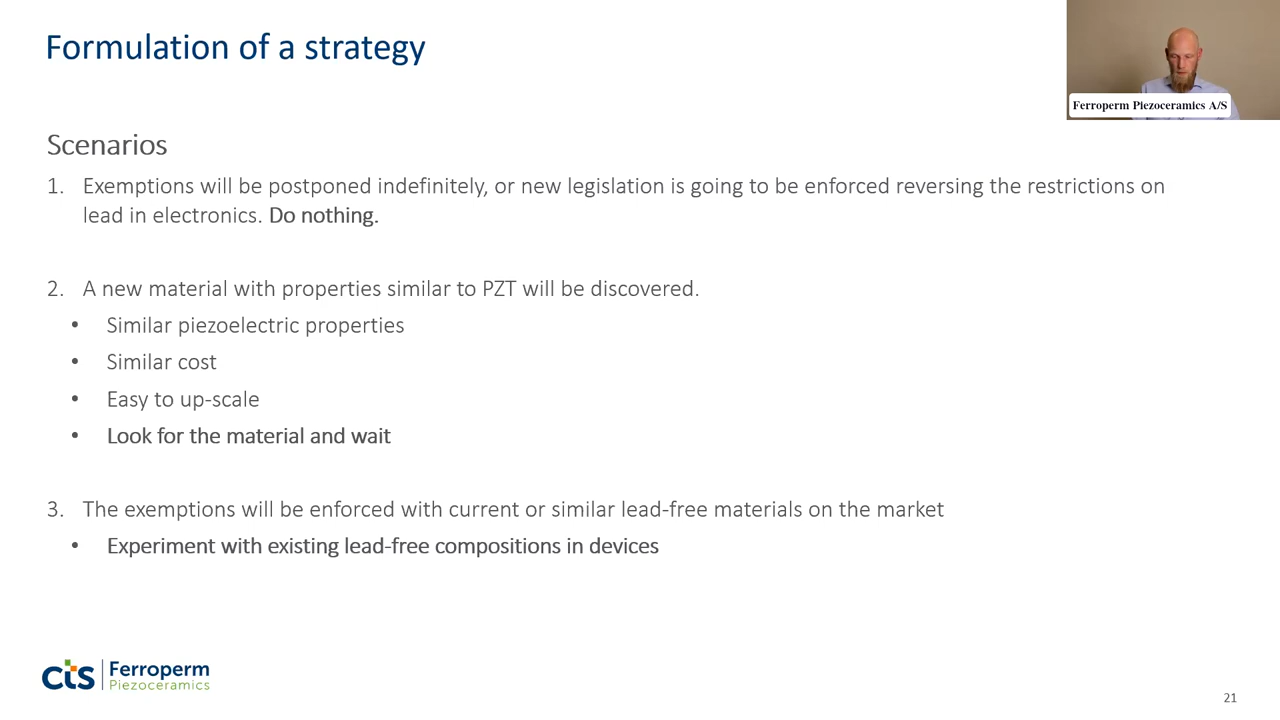 Formulation of a strategy
Ferroperm Piezoceramics A/S
Scenarios
1. Exemptions will be postponed indefinitely, or new legislation is going to be enforced reversing the restrictions on
lead in electronics. Do nothing.
2. A new material with properties similar to PZT will be discovered.
• Similar piezoelectric properties
• Similar cost
• Easy to up-scale
• Look for the material and wait
3. The exemptions will be enforced with current or similar lead-free materials on the market
• Experiment with existing lead-free compositions in devices
cts Ferroperm
Piezoceramics
21